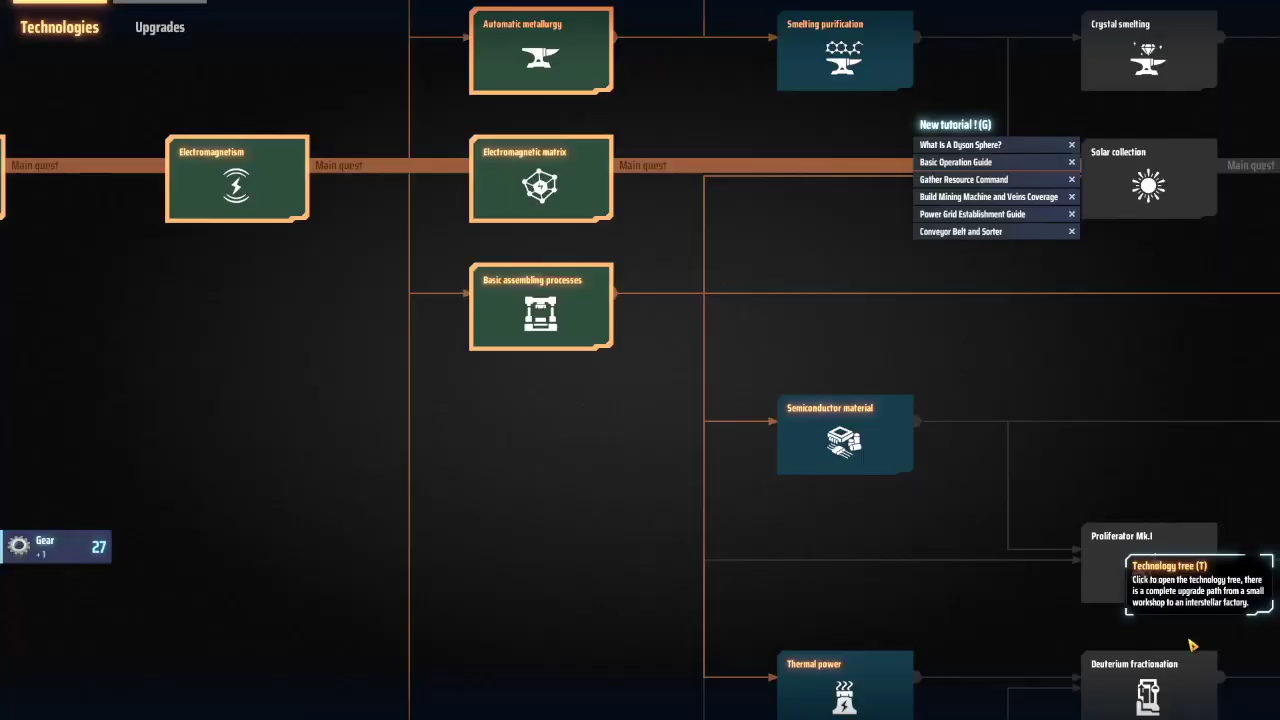 Technologies
Upgrades
Automatic metallurgy
Smelting purification
Crystal smelting
New tutorial ! (G)
What Is A Dyson Sphere?
Basic Operation Guide
Gather Resource Command
Build Mining Machine and Veins Coverage
Power Grid Establishment Guide
Conveyor Belt and Sorter
Main quest
Electromagnetism
Main quest
Electromagnetic matrix
Main quest
Solar collection
Main quest
Basic assembling processes
Semiconductor material
Gear
+1
27
Proliferator Mk.I
Technology tree (T)
Click to open the technology tree, there
is a complete upgrade path from a small
workshop to an interstellar factory.
Thermal power
Deuterium fractionation